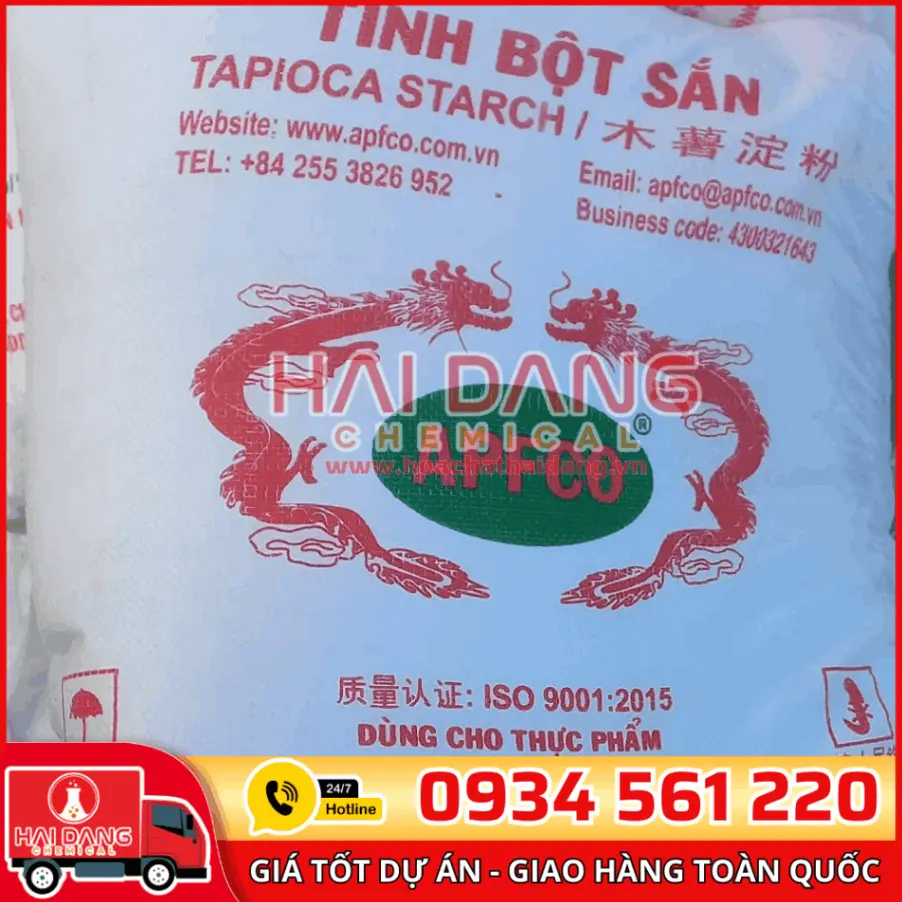 TINH BỘT SẮN
TAPIOCA STARCH / 木薯淀粉
Website: www.apfco.com.vn
Email: apfco@apfco.com.vn
TEL: +84 255 3826 952
Business code: 4300321643
HAI DANG
CHEMICAL
www.hoachathaidang.vn
APFCO
®
质量认证: ISO 9001:2015
DÙNG CHO THỰC PHẨM
HAI DANG
CHEMICAL
24/7
Hotline
0934 561 220
GIÁ TỐT DỰ ÁN - GIAO HÀNG TOÀN QUỐC